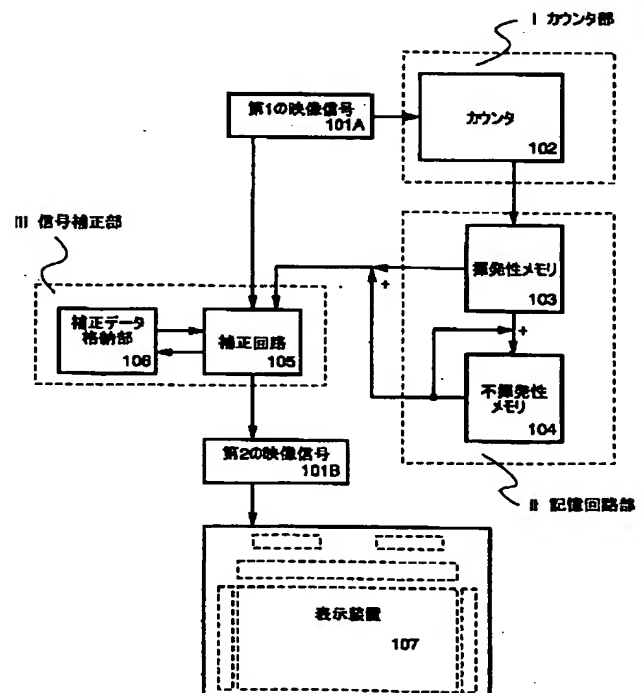 I カウンタ部
第1の映像信号
101A
カウンタ
102
III 信号補正部
揮発性メモリ
103
+
補正データ
格納部
106
補正回路
105
+
不揮発性
メモリ
104
第2の映像信号
101B
II 記憶回路部
表示装置
107